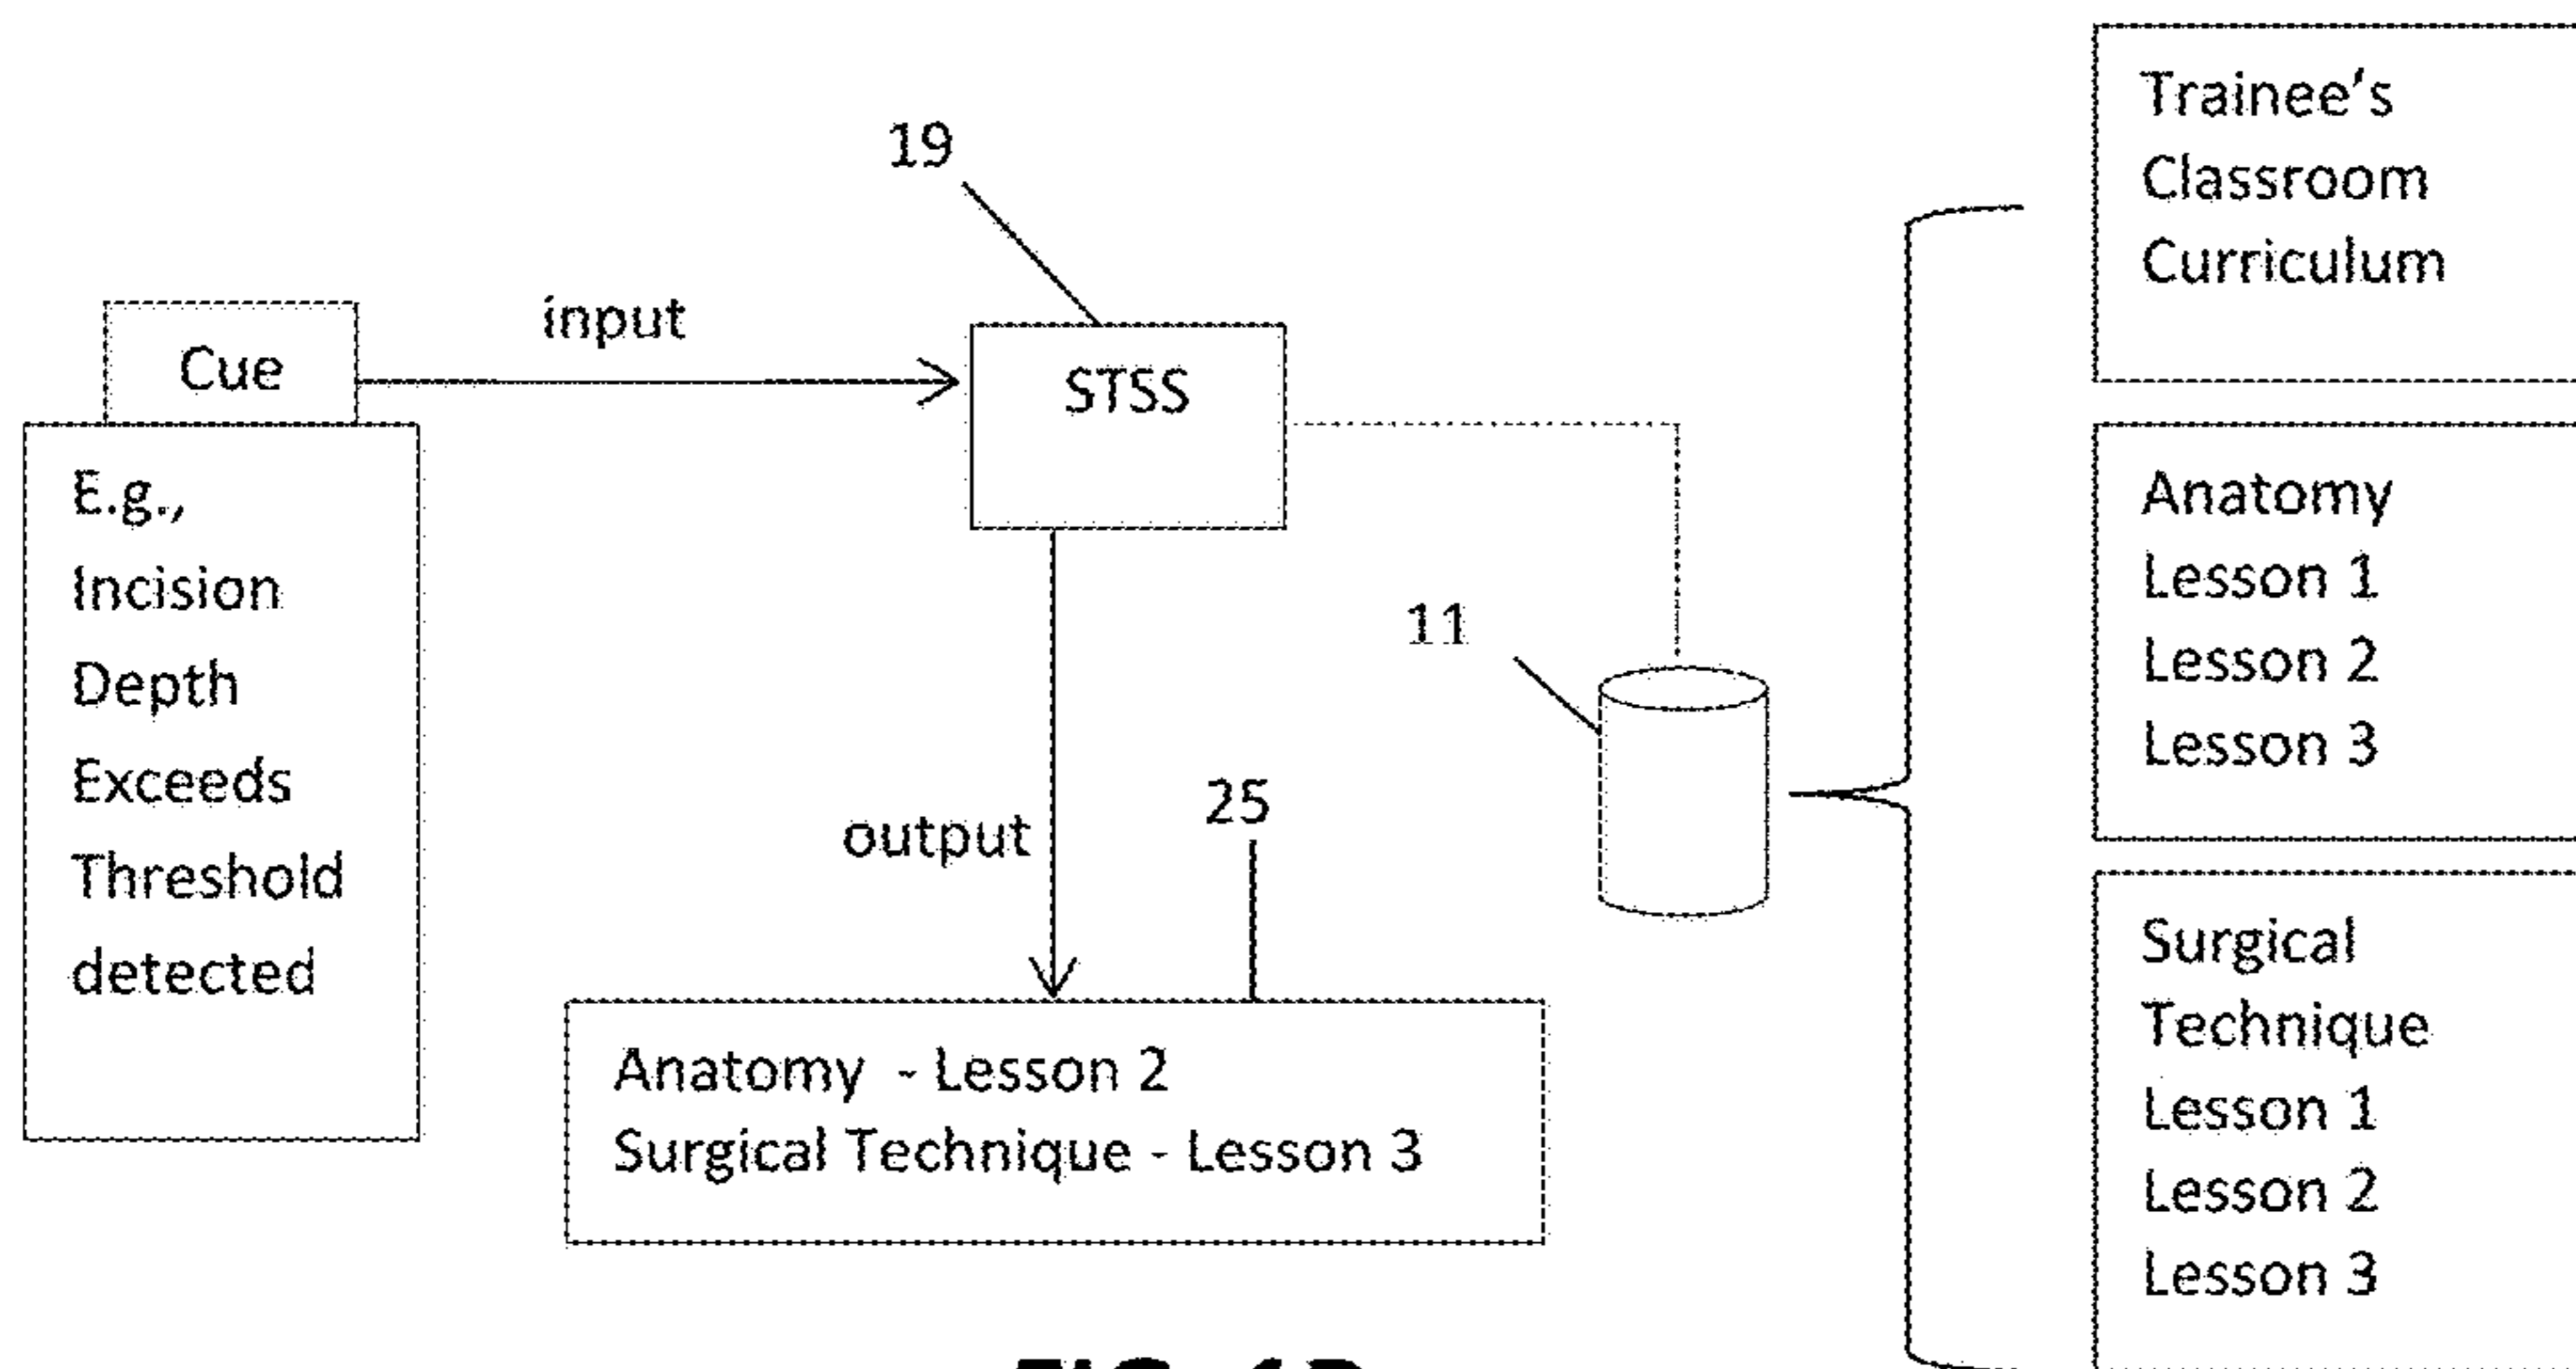 19
input
Cue
STSS
E.g.,
Incision
Depth
Exceeds
Threshold
detected
output
11
25
Anatomy - Lesson 2
Surgical Technique - Lesson 3
Trainee's
Classroom
Curriculum
Anatomy
Lesson 1
Lesson 2
Lesson 3
Surgical
Technique
Lesson 1
Lesson 2
Lesson 3